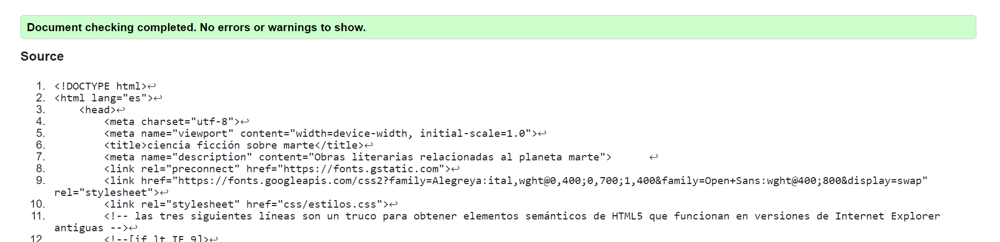 Document checking completed. No errors or warnings to show.
Source
1. <!DOCTYPE html>↩
2. <html lang="es">↩
3. <head>↩
4. <meta charset="utf-8">↩
5. <meta name="viewport" content="width=device-width, initial-scale=1.0">↩
6. <title>ciencia ficción sobre marte</title>↩
7. <meta name="description" content="Obras literarias relacionadas al planeta marte"> ↩
8. <link rel="preconnect" href="https://fonts.gstatic.com">↩
9. <link href="https://fonts.googleapis.com/css2?family=Alegreya:ital,wght@0,400;0,700;1,400&family=Open+Sans:wght@400;800&display=swap"
rel="stylesheet">↩
10. <link rel="stylesheet" href="css/estilos.css">↩
11. <!-- las tres siguientes líneas son un truco para obtener elementos semánticos de HTML5 que funcionan en versiones de Internet Explorer
antiguas -->↩
12 <!--[if lt IE 9]>↩